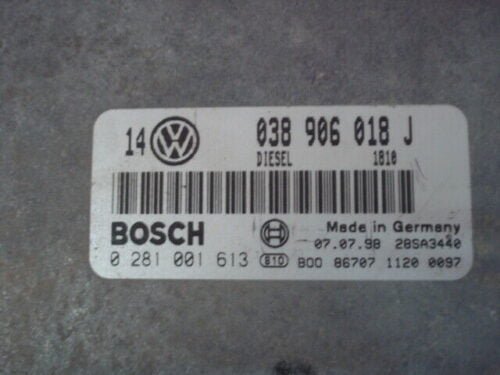 14 VW 038 906 018 J
DIESEL 1810
BOSCH Made in Germany
07.07.98 28SA3440
0 281 001 613 B00 86707 1120 0097